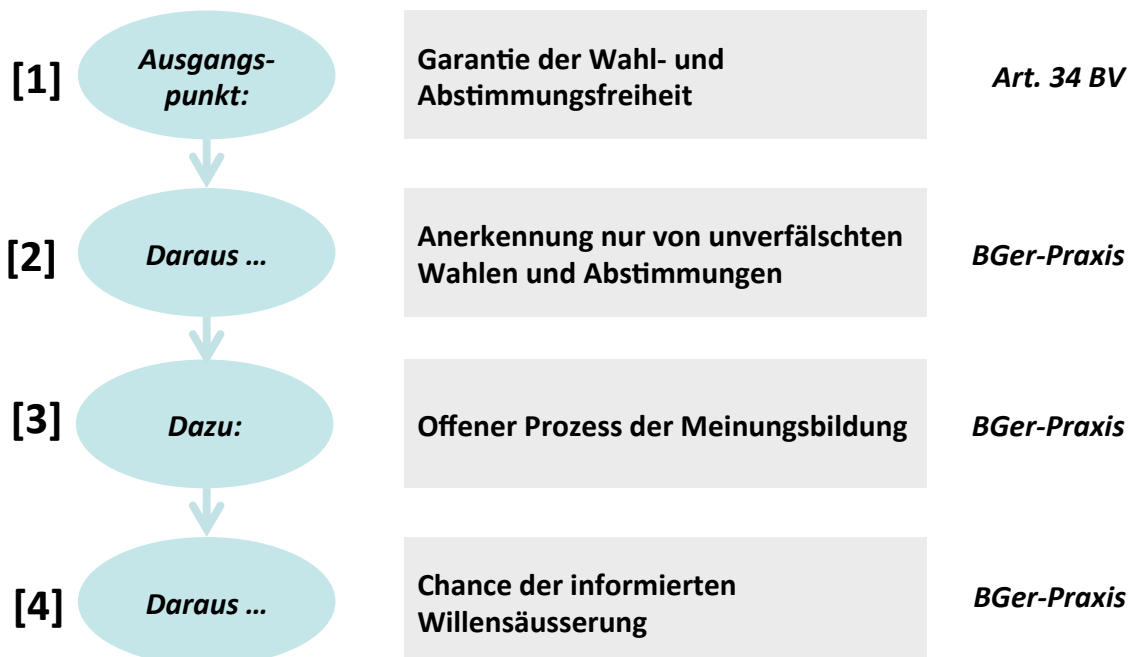 [1]
Ausgangs-
punkt:
Garantie der Wahl- und
Abstimmungsfreiheit
Art. 34 BV
[2]
Daraus …
Anerkennung nur von unverfälschten
Wahlen und Abstimmungen
BGer-Praxis
[3]
Dazu:
Offener Prozess der Meinungsbildung
BGer-Praxis
[4]
Daraus …
Chance der informierten
Willensäusserung
BGer-Praxis